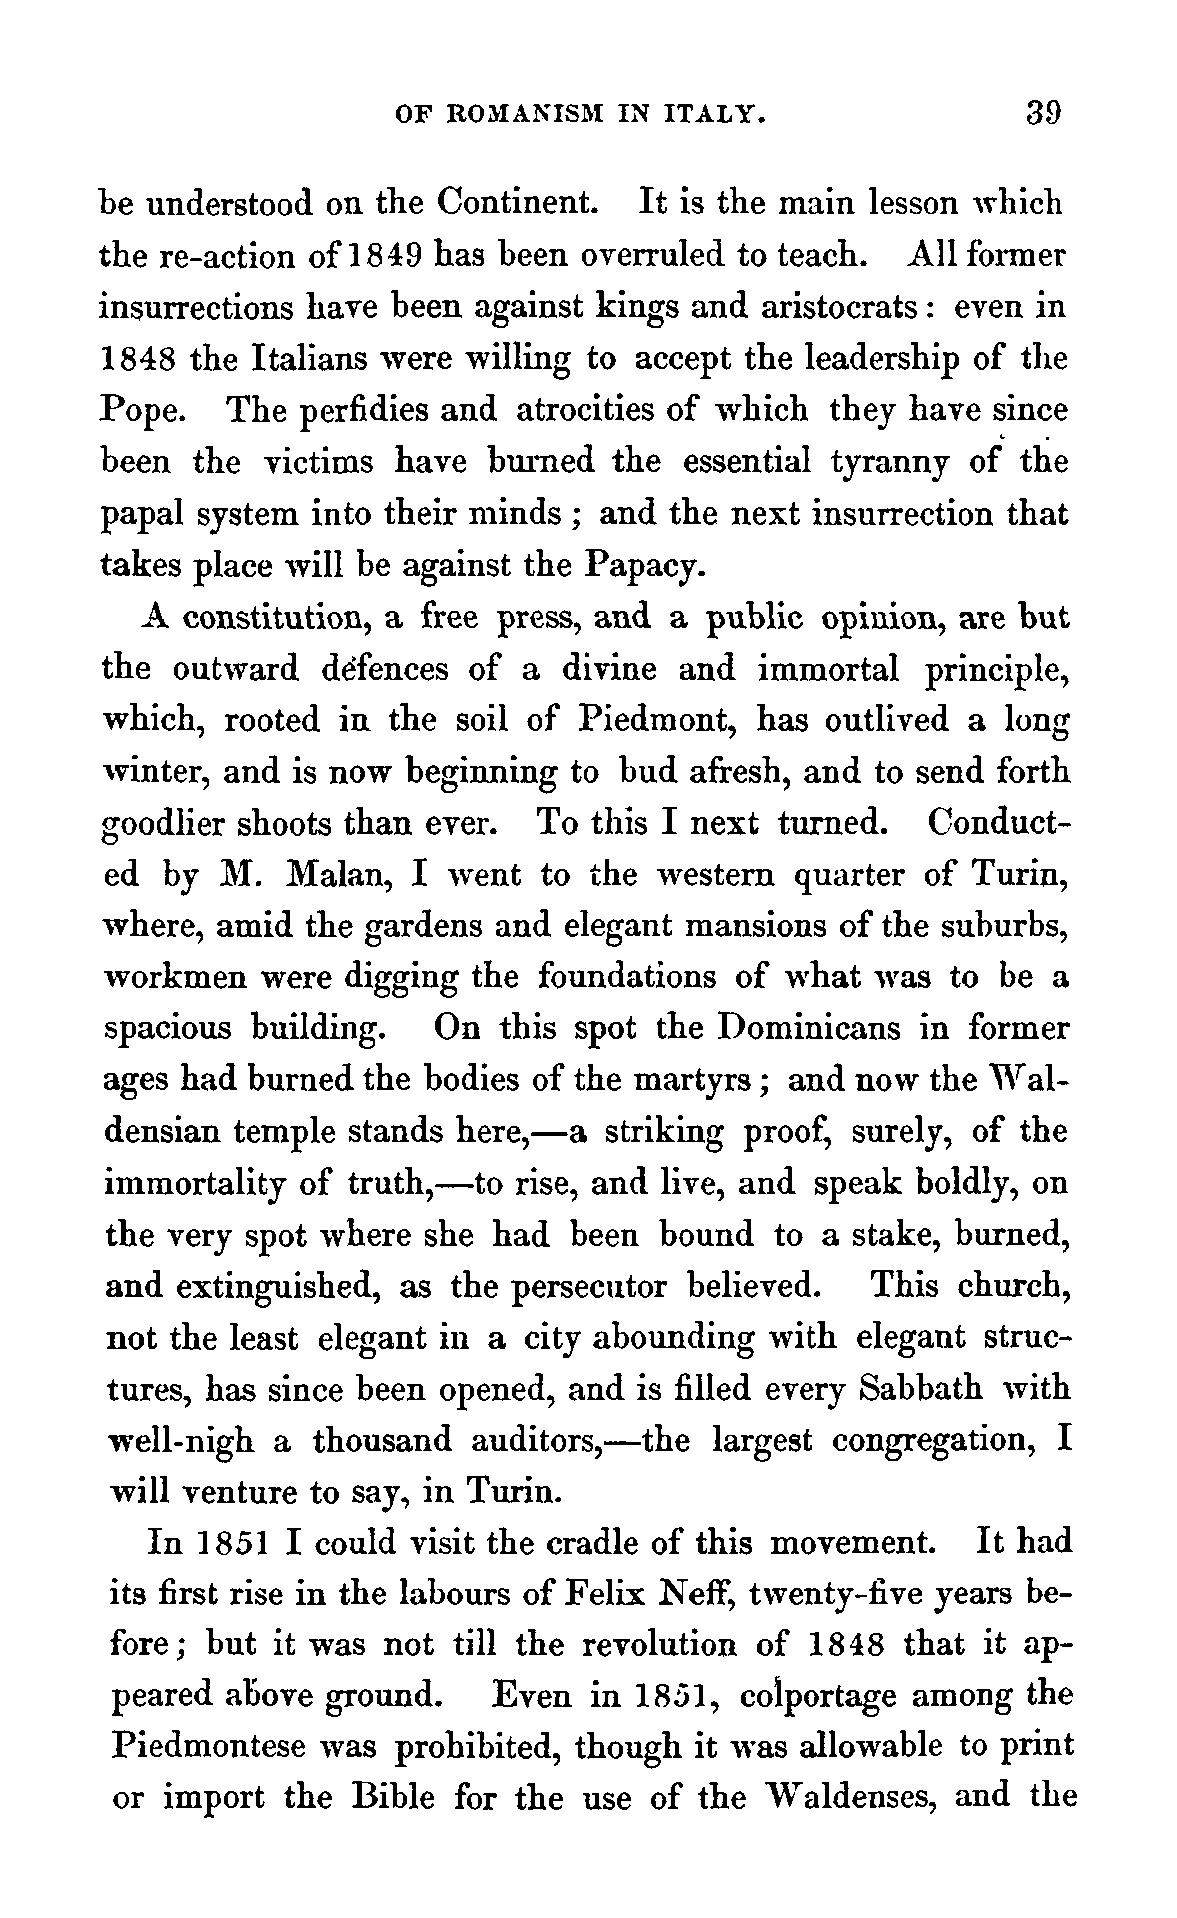 OF ROMANISM IN ITALY. 39
be understood on the Continent. It is the main lesson which
the re-action of 1849 has been overruled to teach. All former
insurrections have been against kings and aristocrats: even in
1848 the Italians were willing to accept the leadership of the
Pope. The perfidies and atrocities of which they have since
been the victims have burned the essential tyranny of the
papal system into their minds; and the next insurrection that
takes place will be against the Papacy.
A constitution, a free press, and a public opinion, are but
the outward defences of a divine and immortal principle,
which, rooted in the soil of Piedmont, has outlived a long
winter, and is now beginning to bud afresh, and to send forth
goodlier shoots than ever. To this I next turned. Conduct-
ed by M. Malan, I went to the western quarter of Turin,
where, amid the gardens and elegant mansions of the suburbs,
workmen were digging the foundations of what was to be a
spacious building. On this spot the Dominicans in former
ages had burned the bodies of the martyrs; and now the Wal-
densian temple stands here,—a striking proof, surely, of the
immortality of truth,—to rise, and live, and speak boldly, on
the very spot where she had been bound to a stake, burned,
and extinguished, as the persecutor believed. This church,
not the least elegant in a city abounding with elegant struc-
tures, has since been opened, and is filled every Sabbath with
well-nigh a thousand auditors,—the largest congregation, I
will venture to say, in Turin.
In 1851 I could visit the cradle of this movement. It had
its first rise in the labours of Felix Neff, twenty-five years be-
fore; but it was not till the revolution of 1848 that it ap-
peared above ground. Even in 1851, colportage among the
Piedmontese was prohibited, though it was allowable to print
or import the Bible for the use of the Waldenses, and the